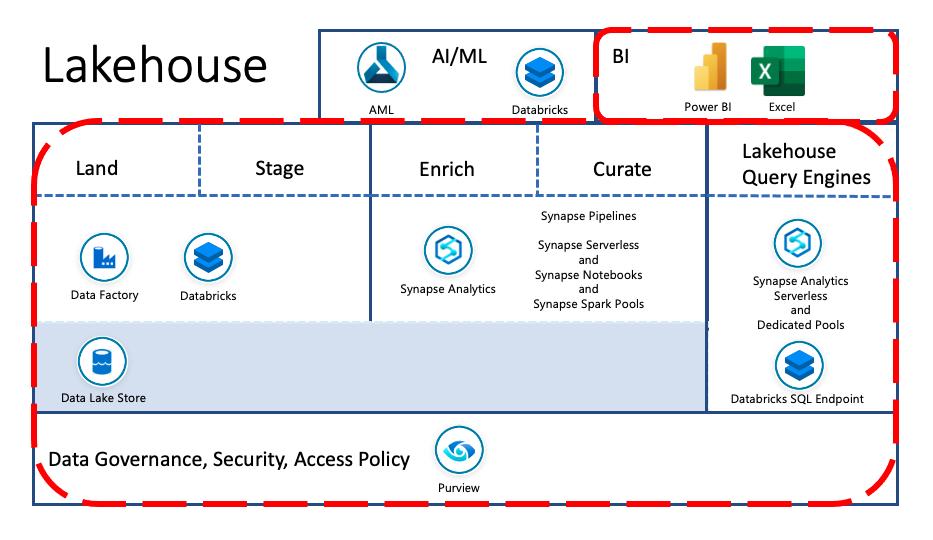 Lakehouse
AI/ML
AML
Databricks
BI
Power BI
Excel
Land
Stage
Enrich
Curate
Lakehouse
Query Engines
Data Factory
Databricks
Synapse Analytics
Synapse Pipelines
Synapse Serverless
and
Synapse Notebooks
and
Synapse Spark Pools
Synapse Analytics
Serverless
and
Dedicated Pools
Data Lake Store
Databricks SQL Endpoint
Data Governance, Security, Access Policy
Purview